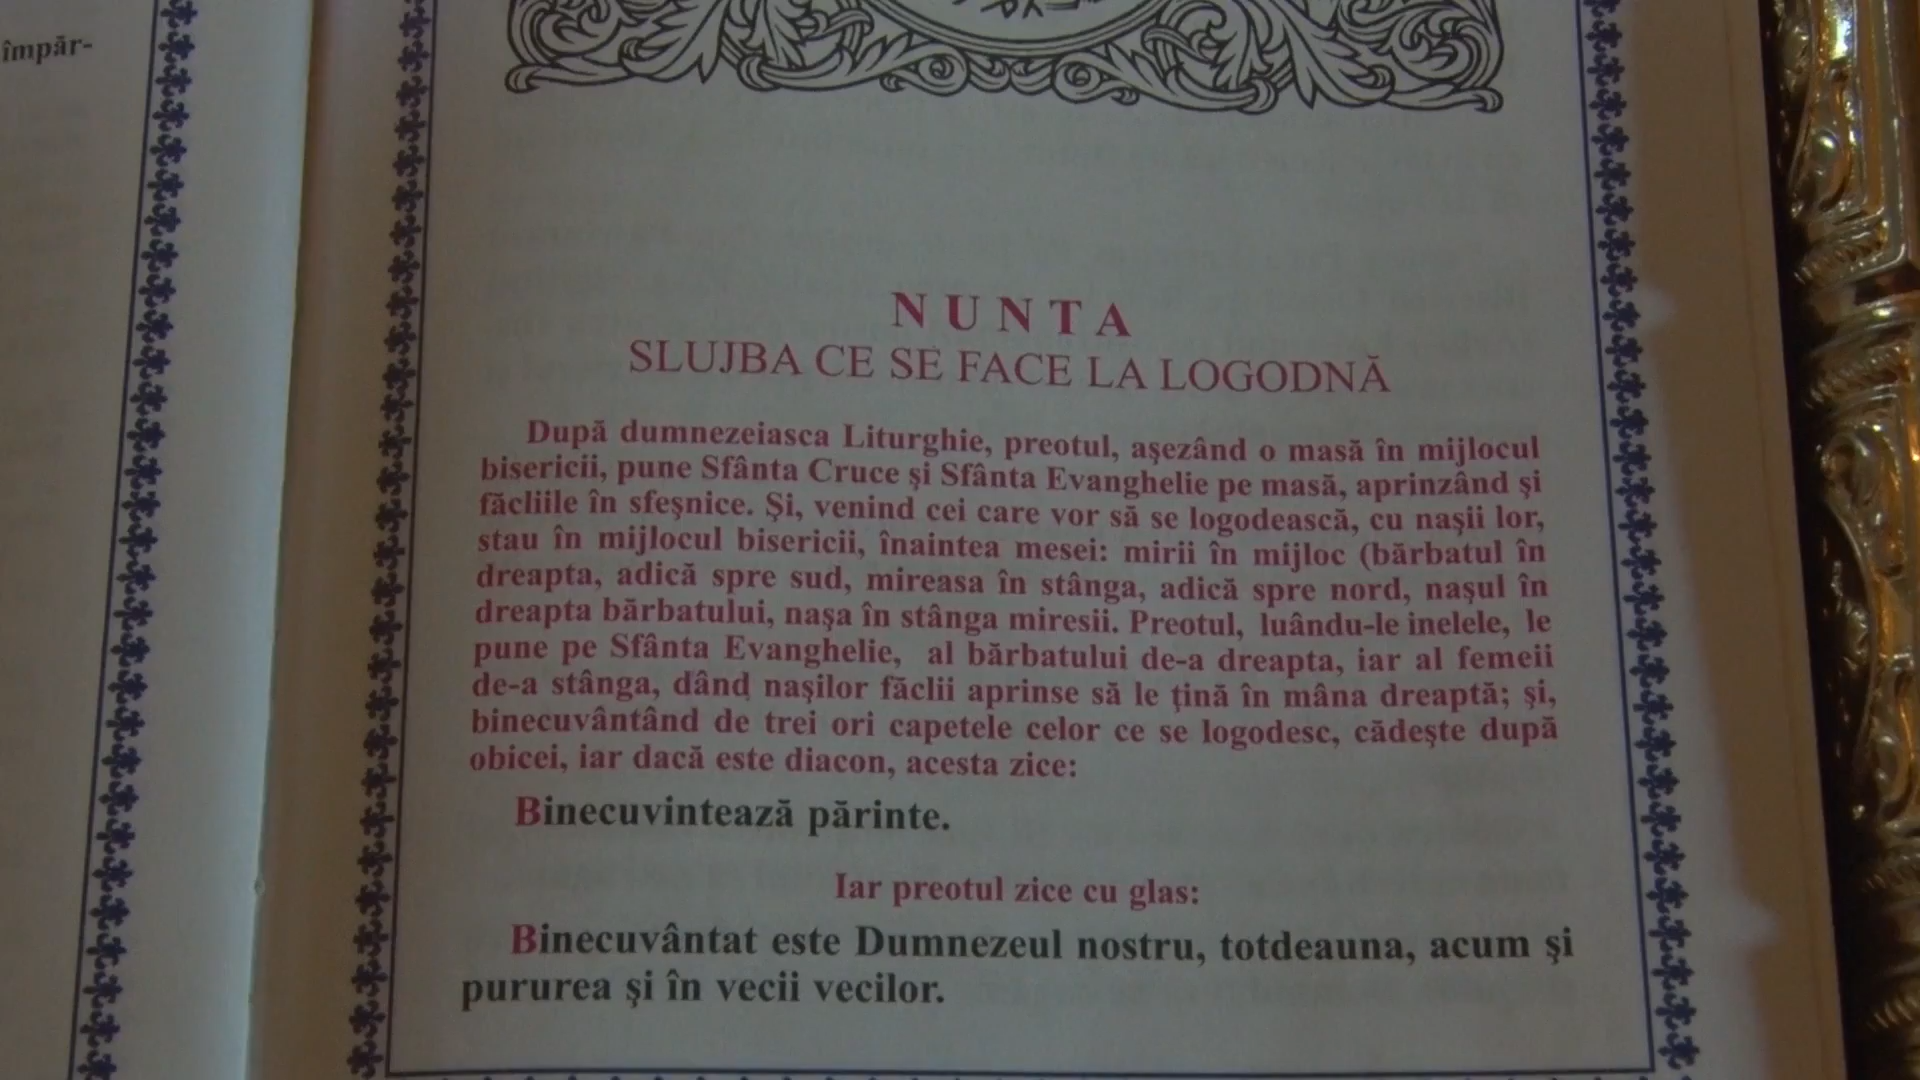 împăr-
NUNTA
SLUJBA CE SE FACE LA LOGODNĂ
După dumnezeiasca Liturghie, preotul, aşezând o masă în mijlocul
bisericii, pune Sfânta Cruce şi Sfânta Evanghelie pe masă, aprinzând şi
făcliile în sfeşnice. Şi, venind cei care vor să se logodească, cu naşii lor,
stau în mijlocul bisericii, înaintea mesei: mirii în mijloc (bărbatul în
dreapta, adică spre sud, mireasa în stânga, adică spre nord, naşul în
dreapta bărbatului, naşa în stânga miresii. Preotul, luându-le inelele, le
pune pe Sfânta Evanghelie, al bărbatului de-a dreapta, iar al femeii
de-a stânga, dând naşilor făclii aprinse să le ţină în mâna dreaptă; şi,
binecuvântând de trei ori capetele celor ce se logodesc, cădeşte după
obicei, iar dacă este diacon, acesta zice:
Binecuvintează părinte.
Iar preotul zice cu glas:
Binecuvântat este Dumnezeul nostru, totdeauna, acum şi
pururea şi în vecii vecilor.